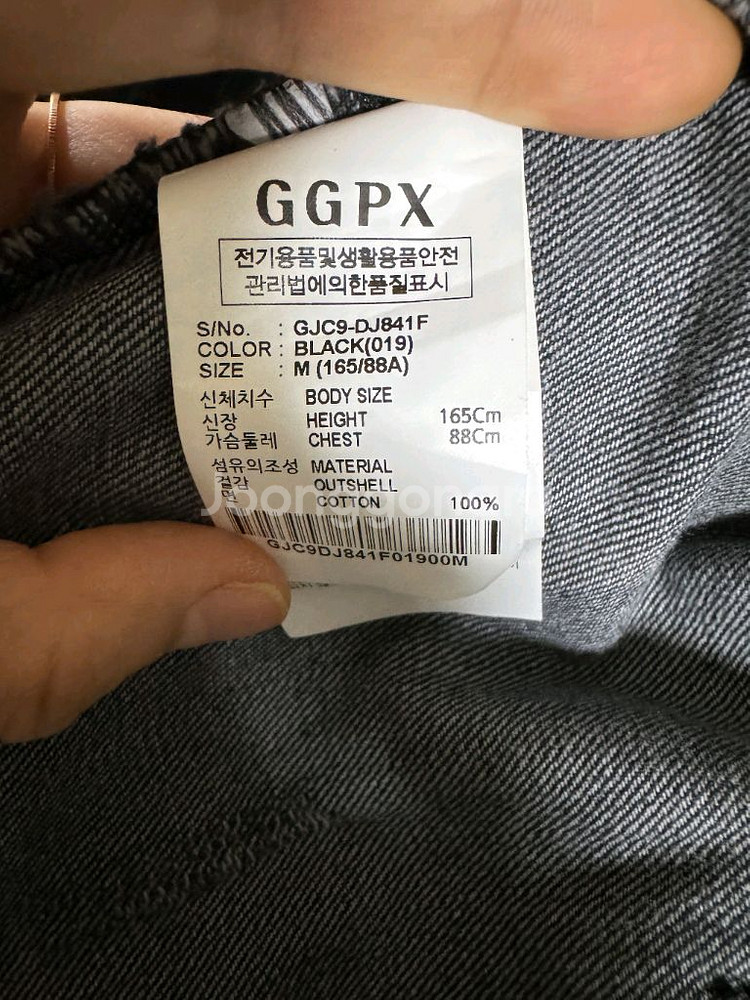 GGPX
전기용품및생활용품안전
관리법에의한품질표시
S/No. : GJC9-DJ841F
COLOR : BLACK(019)
SIZE : M (165/88A)
신체치수 BODY SIZE
신장 HEIGHT 165Cm
가슴둘레 CHEST 88Cm
섬유의조성 MATERIAL
겉감 OUTSHELL
면 COTTON 100%
GJC9DJ841F01900M